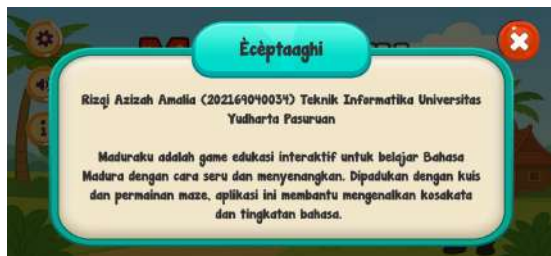 Ècèptaaghi
Rizqi Azizah Amalia (202169040034) Teknik Informatika Universitas
Yudharta Pasuruan
Maduraku adalah game edukasi interaktif untuk belajar Bahasa
Madura dengan cara seru dan menyenangkan. Dipadukan dengan kuis
dan permainan maze, aplikasi ini membantu mengenalkan kosakata
dan tingkatan bahasa.